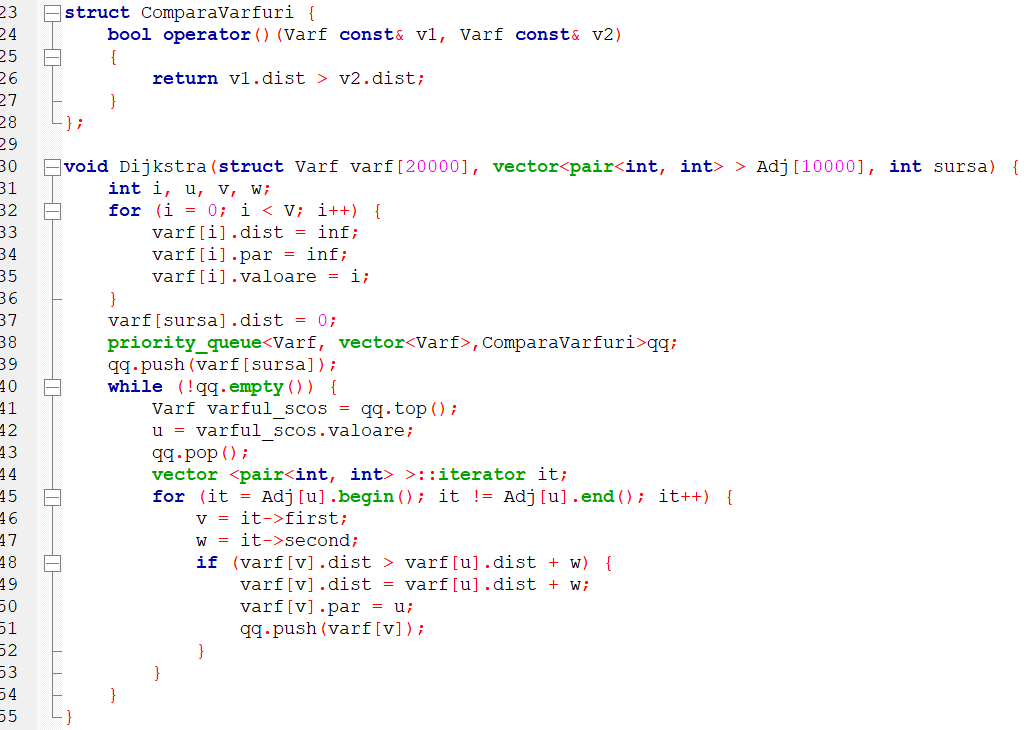 23 struct ComparaVarfuri {
24     bool operator()(Varf const& v1, Varf const& v2)
25     {
26         return v1.dist > v2.dist;
27     }
28 };
29
30 void Dijkstra(struct Varf varf[20000], vector<pair<int, int> > Adj[10000], int sursa) {
31     int i, u, v, w;
32     for (i = 0; i < V; i++) {
33         varf[i].dist = inf;
34         varf[i].par = inf;
35         varf[i].valoare = i;
36     }
37     varf[sursa].dist = 0;
38     priority_queue<Varf, vector<Varf>,ComparaVarfuri>qq;
39     qq.push(varf[sursa]);
40     while (!qq.empty()) {
41         Varf varful_scos = qq.top();
42         u = varful_scos.valoare;
43         qq.pop();
44         vector <pair<int, int> >::iterator it;
45         for (it = Adj[u].begin(); it != Adj[u].end(); it++) {
46             v = it->first;
47             w = it->second;
48             if (varf[v].dist > varf[u].dist + w) {
49                 varf[v].dist = varf[u].dist + w;
50                 varf[v].par = u;
51                 qq.push(varf[v]);
52             }
53         }
54     }
55 }